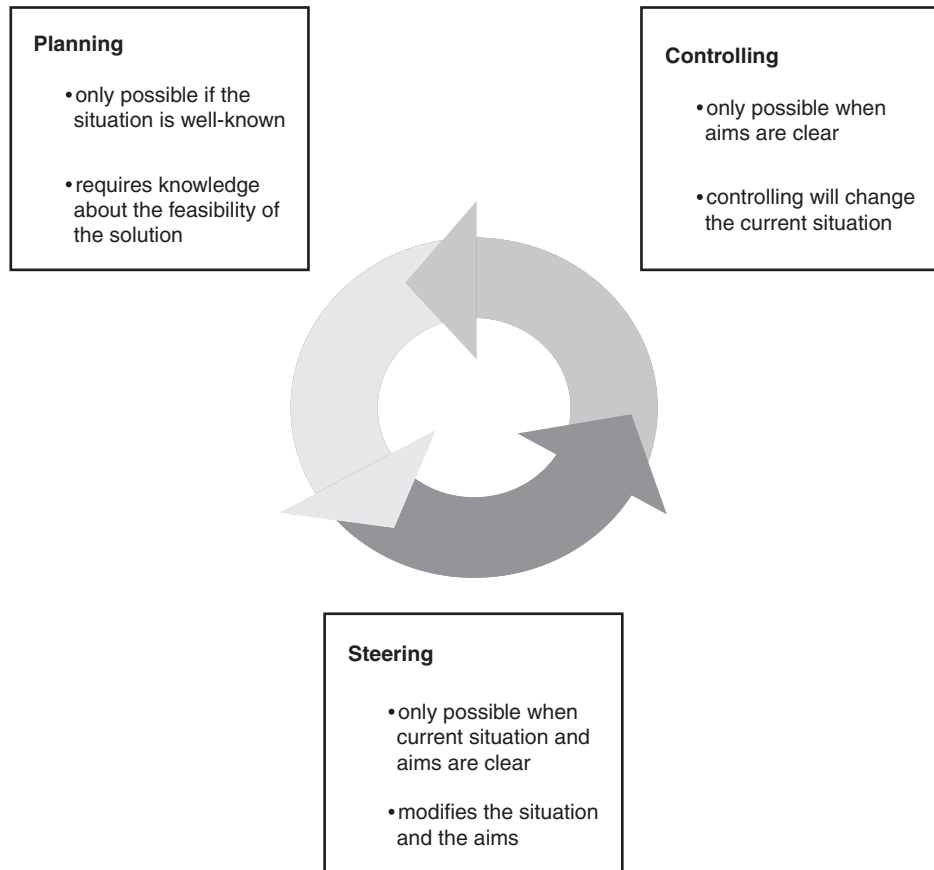 Planning
•only possible if the
situation is well-known
•requires knowledge
about the feasibility of
the solution
Controlling
•only possible when
aims are clear
•controlling will change
the current situation
Steering
•only possible when
current situation and
aims are clear
•modifies the situation
and the aims